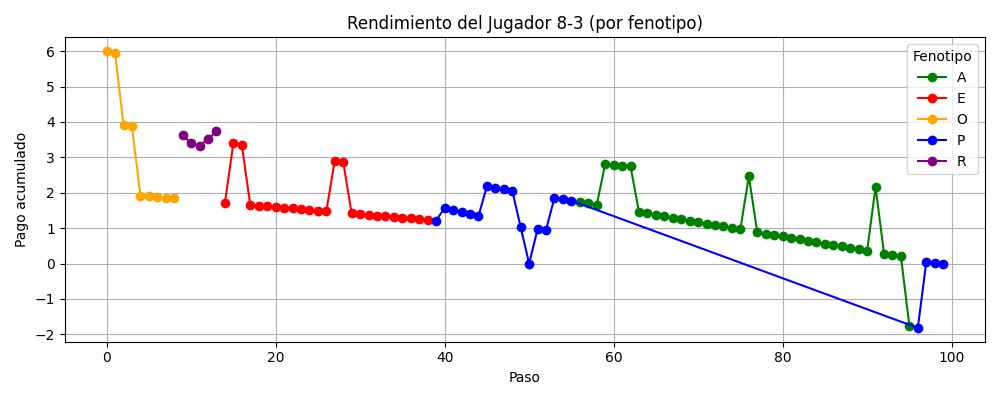 Rendimiento del Jugador 8-3 (por fenotipo)
Pago acumulado
6
5
4
3
2
1
0
−1
−2
Fenotipo
A
E
O
P
R
0
20
40
60
80
100
Paso